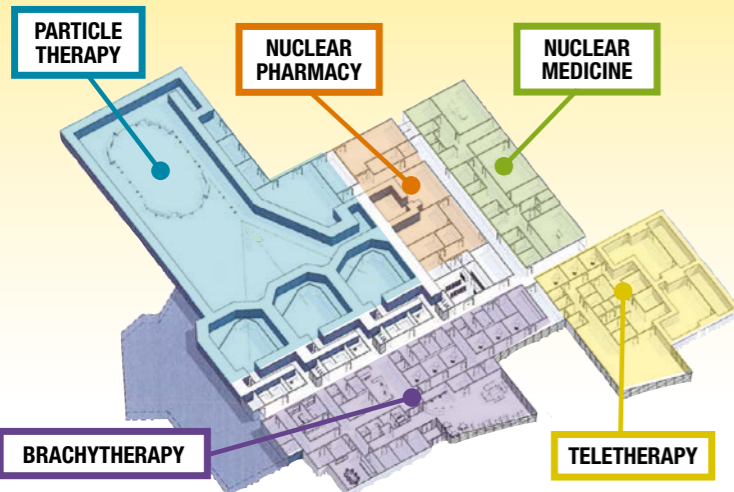 PARTICLE
THERAPY
NUCLEAR
PHARMACY
NUCLEAR
MEDICINE
BRACHYTHERAPY
TELETHERAPY